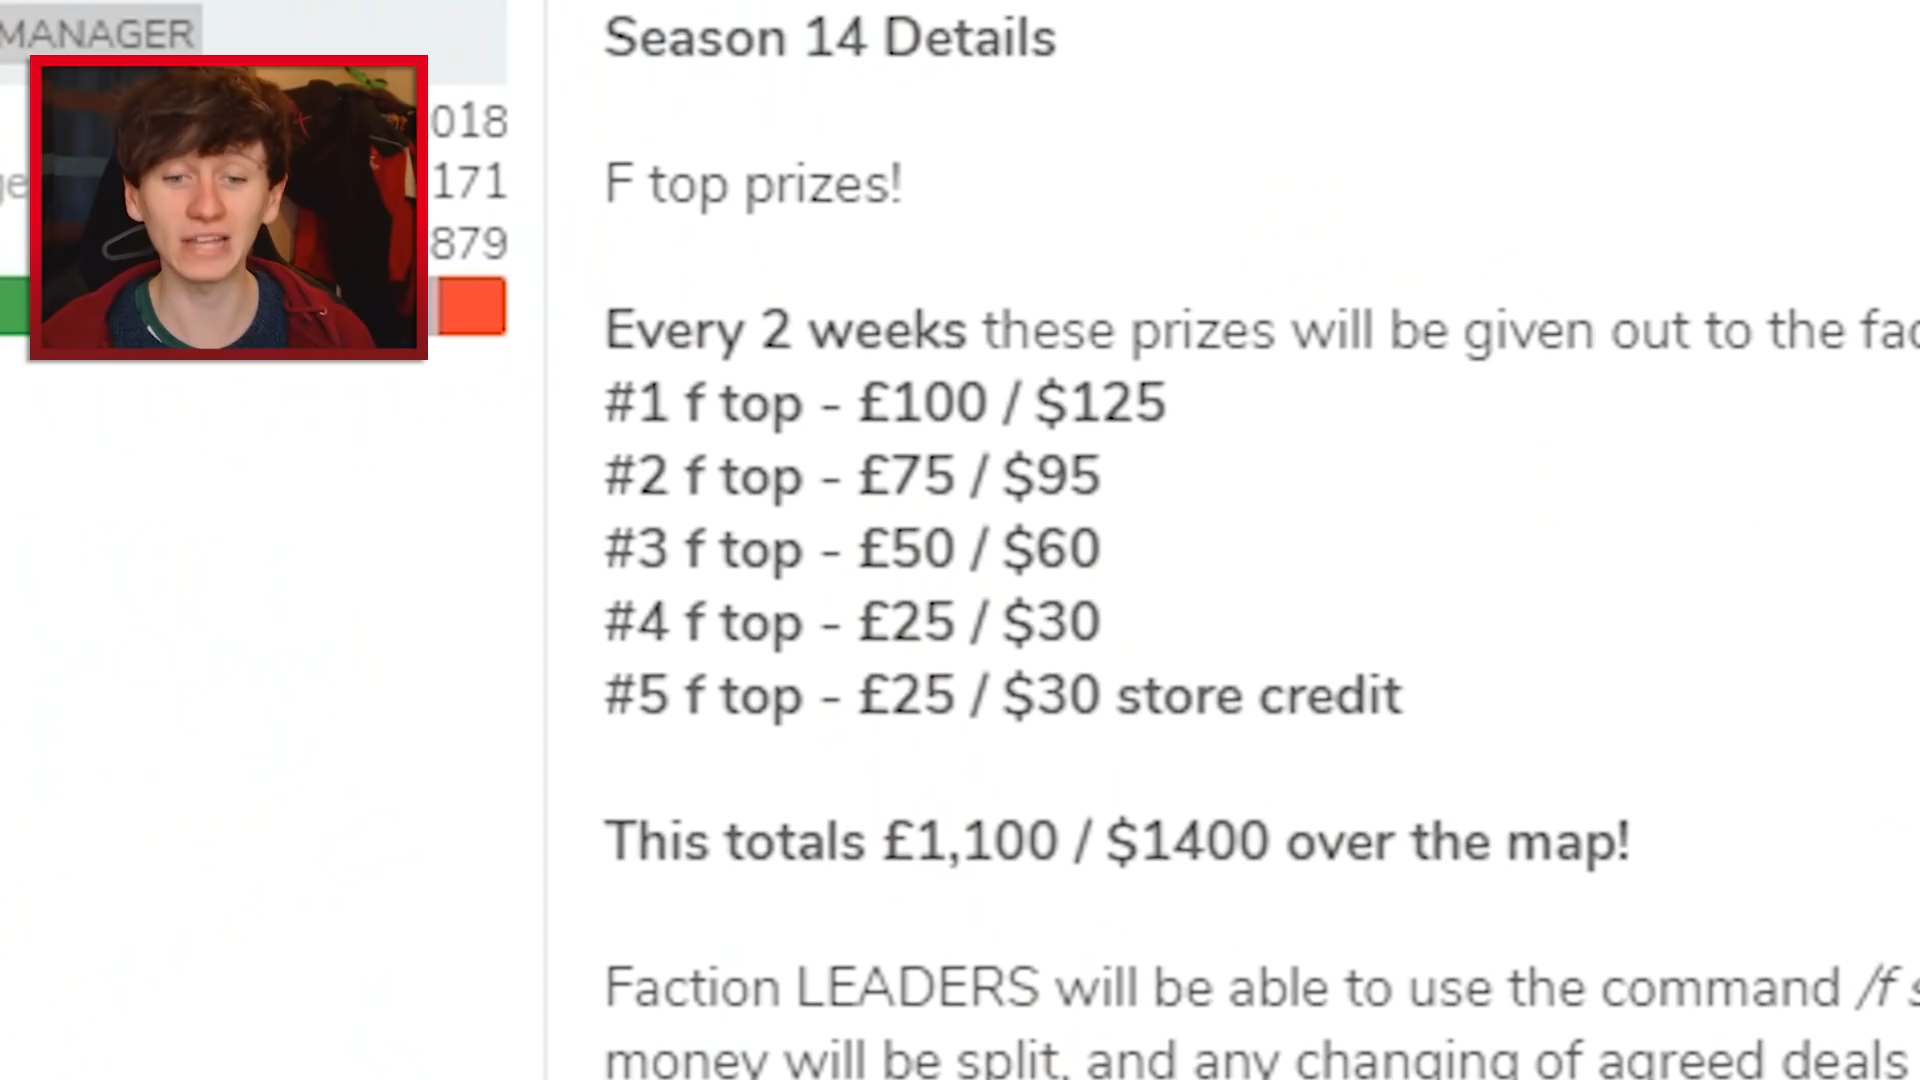 MANAGER
018
ge
171
879
Season 14 Details
F top prizes!
Every 2 weeks these prizes will be given out to the fac
#1 f top - £100 / $125
#2 f top - £75 / $95
#3 f top - £50 / $60
#4 f top - £25 / $30
#5 f top - £25 / $30 store credit
This totals £1,100 / $1400 over the map!
Faction LEADERS will be able to use the command /f s
money will be split, and any changing of agreed deals